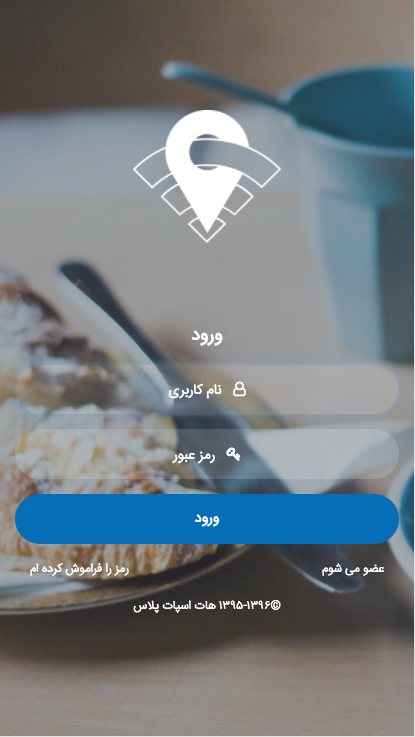 ورود
نام کاربری
رمز عبور
ورود
عضو می شوم
رمز را فراموش کرده ام
©۱۳۹۵-۱۳۹۶ هات اسپات پلاس